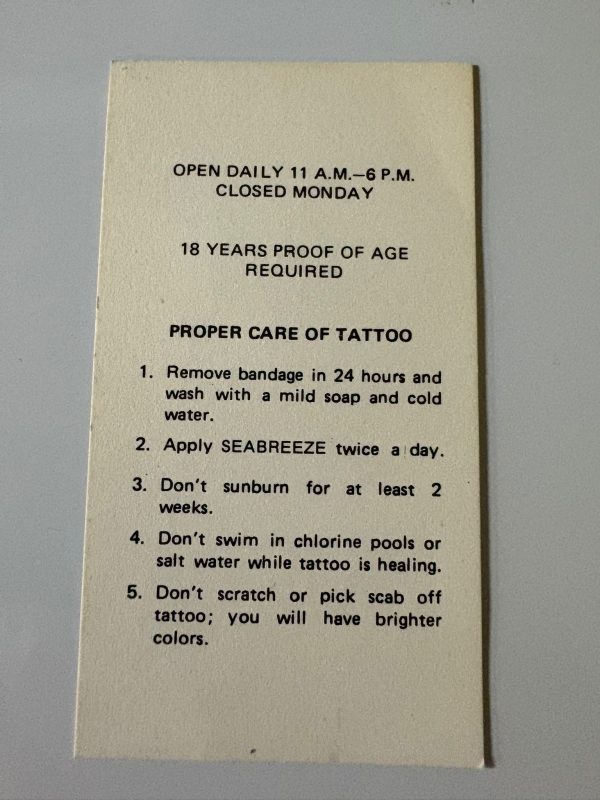 OPEN DAILY 11 A.M.—6 P.M.
CLOSED MONDAY
18 YEARS PROOF OF AGE
REQUIRED
PROPER CARE OF TATTOO
1. Remove bandage in 24 hours and
wash with a mild soap and cold
water.
2. Apply SEABREEZE twice a day.
3. Don't sunburn for at least 2
weeks.
4. Don't swim in chlorine pools or
salt water while tattoo is healing.
5. Don't scratch or pick scab off
tattoo; you will have brighter
colors.